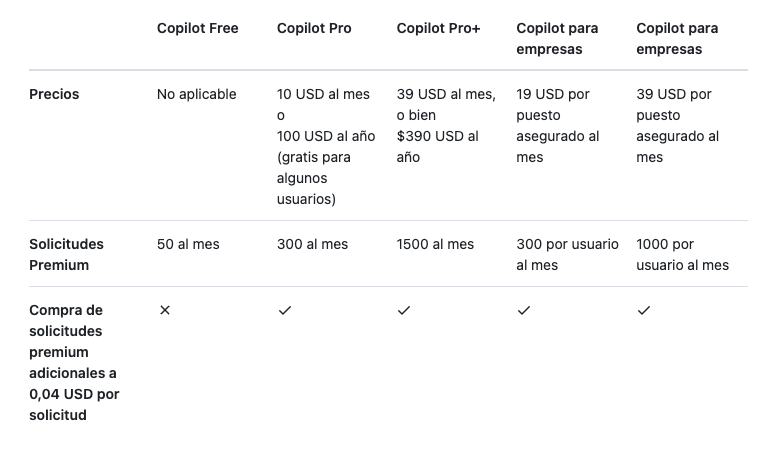 Copilot Free
Copilot Pro
Copilot Pro+
Copilot para
empresas
Copilot para
empresas
Precios
No aplicable
10 USD al mes
o
100 USD al año
(gratis para
algunos
usuarios)
39 USD al mes,
o bien
$390 USD al
año
19 USD por
puesto
asegurado al
mes
39 USD por
puesto
asegurado al
mes
Solicitudes
Premium
50 al mes
300 al mes
1500 al mes
300 por usuario
al mes
1000 por
usuario al mes
Compra de
solicitudes
premium
adicionales a
0,04 USD por
solicitud